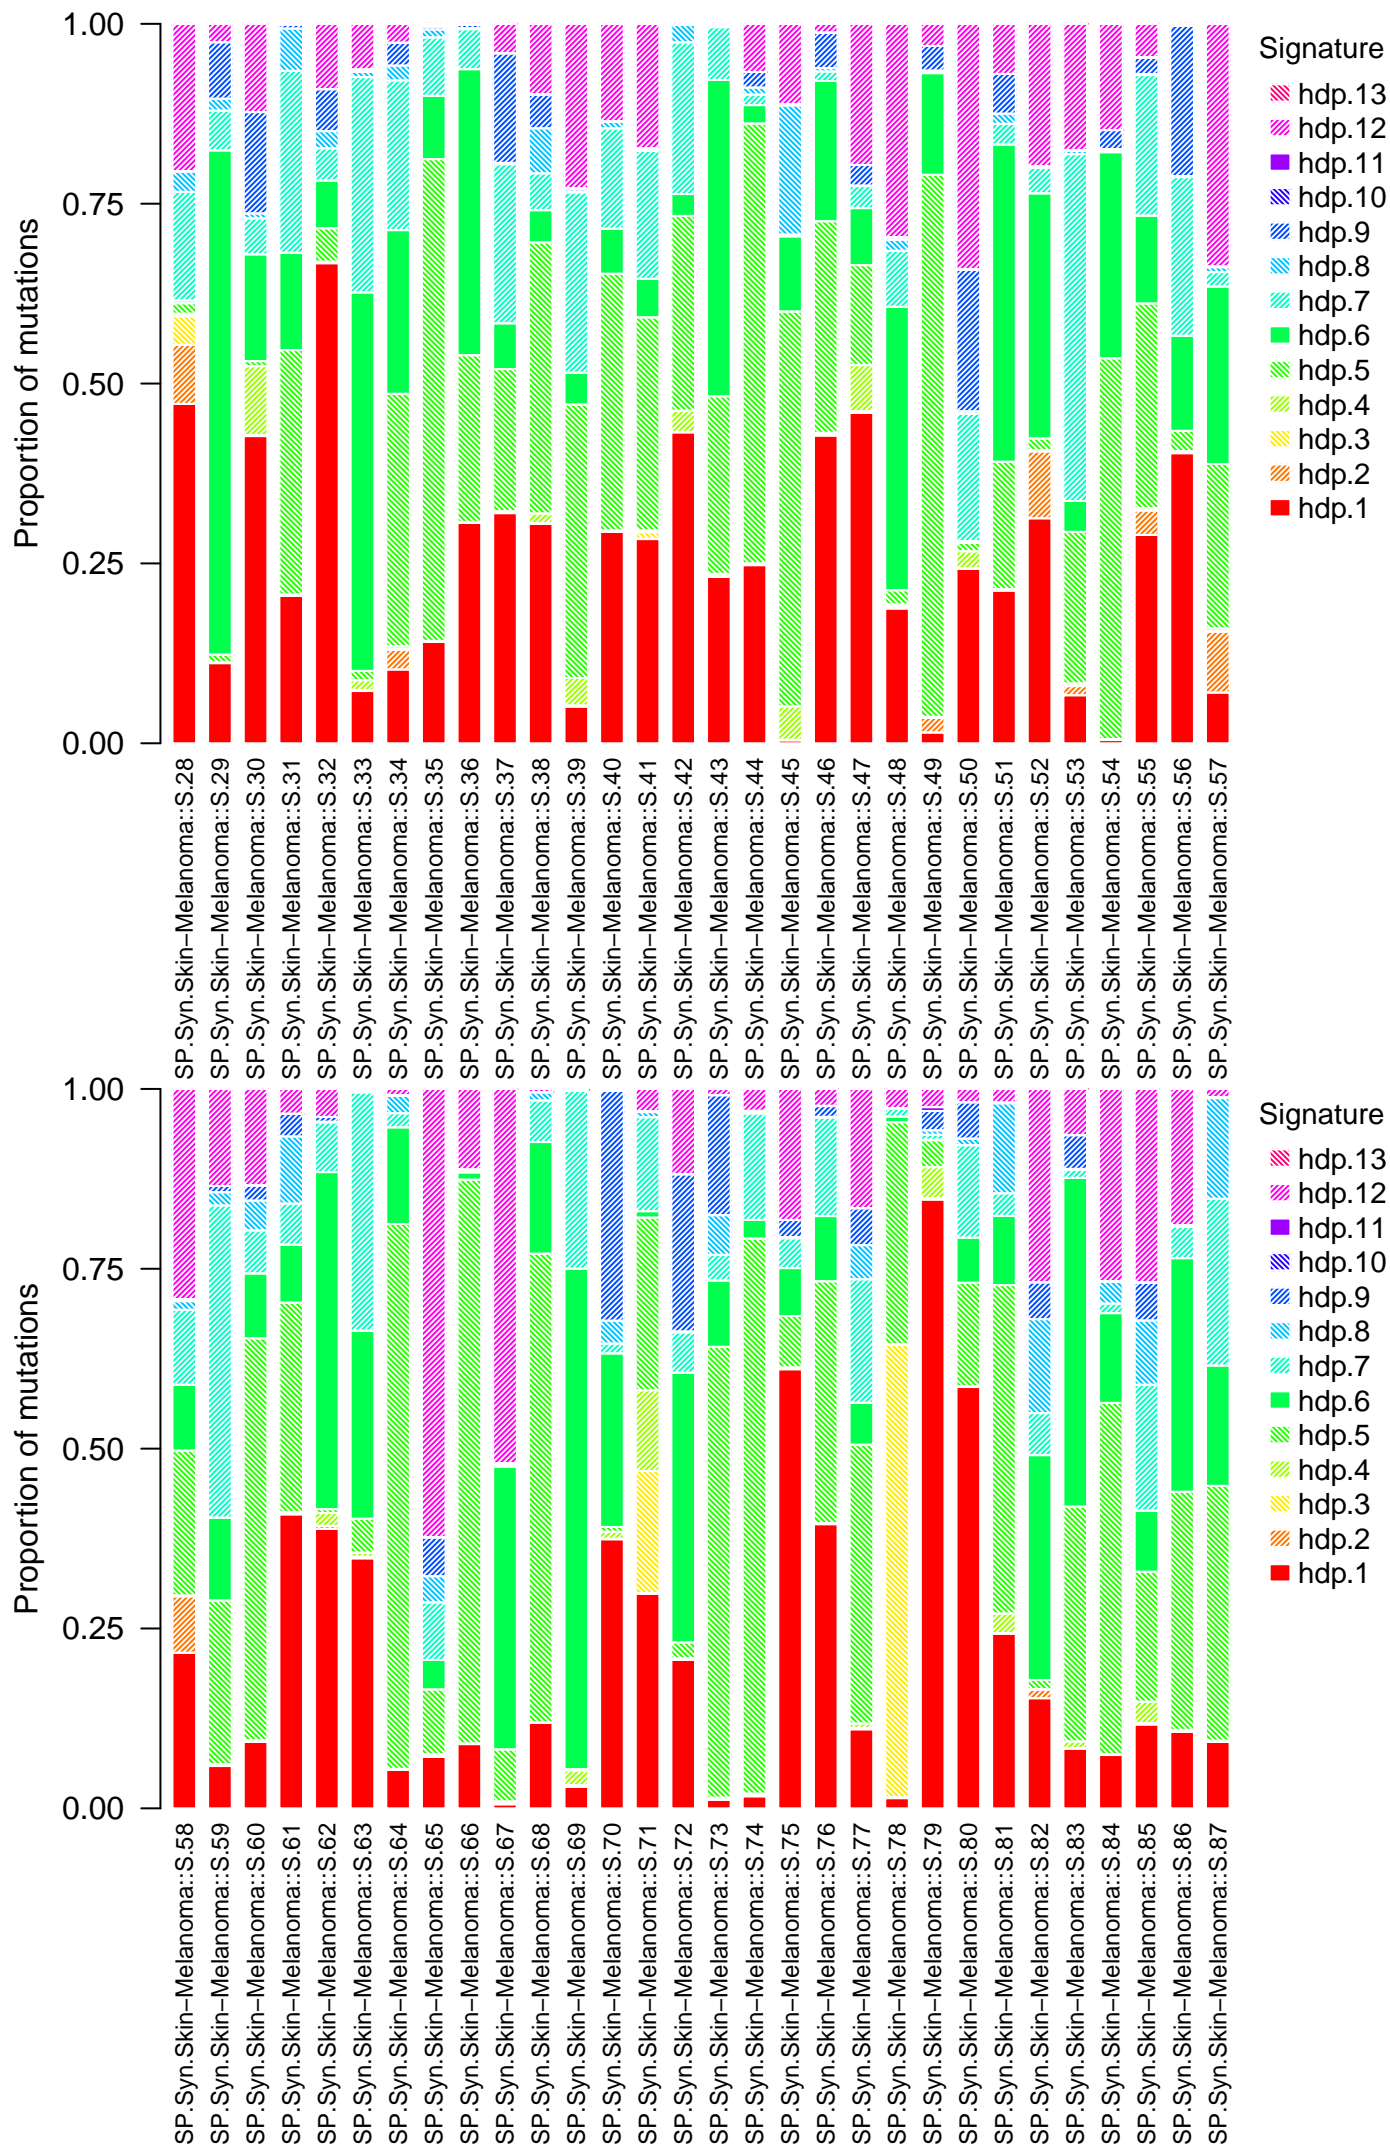 Proportion of mutations
1.00
0.75
0.50
0.25
0.00
Signature
hdp.13
hdp.12
hdp.11
hdp.10
hdp.9
hdp.8
hdp.7
hdp.6
hdp.5
hdp.4
hdp.3
hdp.2
hdp.1
SP.Syn.Skin−Melanoma::S.28
SP.Syn.Skin−Melanoma::S.29
SP.Syn.Skin−Melanoma::S.30
SP.Syn.Skin−Melanoma::S.31
SP.Syn.Skin−Melanoma::S.32
SP.Syn.Skin−Melanoma::S.33
SP.Syn.Skin−Melanoma::S.34
SP.Syn.Skin−Melanoma::S.35
SP.Syn.Skin−Melanoma::S.36
SP.Syn.Skin−Melanoma::S.37
SP.Syn.Skin−Melanoma::S.38
SP.Syn.Skin−Melanoma::S.39
SP.Syn.Skin−Melanoma::S.40
SP.Syn.Skin−Melanoma::S.41
SP.Syn.Skin−Melanoma::S.42
SP.Syn.Skin−Melanoma::S.43
SP.Syn.Skin−Melanoma::S.44
SP.Syn.Skin−Melanoma::S.45
SP.Syn.Skin−Melanoma::S.46
SP.Syn.Skin−Melanoma::S.47
SP.Syn.Skin−Melanoma::S.48
SP.Syn.Skin−Melanoma::S.49
SP.Syn.Skin−Melanoma::S.50
SP.Syn.Skin−Melanoma::S.51
SP.Syn.Skin−Melanoma::S.52
SP.Syn.Skin−Melanoma::S.53
SP.Syn.Skin−Melanoma::S.54
SP.Syn.Skin−Melanoma::S.55
SP.Syn.Skin−Melanoma::S.56
SP.Syn.Skin−Melanoma::S.57
Proportion of mutations
1.00
0.75
0.50
0.25
0.00
Signature
hdp.13
hdp.12
hdp.11
hdp.10
hdp.9
hdp.8
hdp.7
hdp.6
hdp.5
hdp.4
hdp.3
hdp.2
hdp.1
SP.Syn.Skin−Melanoma::S.58
SP.Syn.Skin−Melanoma::S.59
SP.Syn.Skin−Melanoma::S.60
SP.Syn.Skin−Melanoma::S.61
SP.Syn.Skin−Melanoma::S.62
SP.Syn.Skin−Melanoma::S.63
SP.Syn.Skin−Melanoma::S.64
SP.Syn.Skin−Melanoma::S.65
SP.Syn.Skin−Melanoma::S.66
SP.Syn.Skin−Melanoma::S.67
SP.Syn.Skin−Melanoma::S.68
SP.Syn.Skin−Melanoma::S.69
SP.Syn.Skin−Melanoma::S.70
SP.Syn.Skin−Melanoma::S.71
SP.Syn.Skin−Melanoma::S.72
SP.Syn.Skin−Melanoma::S.73
SP.Syn.Skin−Melanoma::S.74
SP.Syn.Skin−Melanoma::S.75
SP.Syn.Skin−Melanoma::S.76
SP.Syn.Skin−Melanoma::S.77
SP.Syn.Skin−Melanoma::S.78
SP.Syn.Skin−Melanoma::S.79
SP.Syn.Skin−Melanoma::S.80
SP.Syn.Skin−Melanoma::S.81
SP.Syn.Skin−Melanoma::S.82
SP.Syn.Skin−Melanoma::S.83
SP.Syn.Skin−Melanoma::S.84
SP.Syn.Skin−Melanoma::S.85
SP.Syn.Skin−Melanoma::S.86
SP.Syn.Skin−Melanoma::S.87